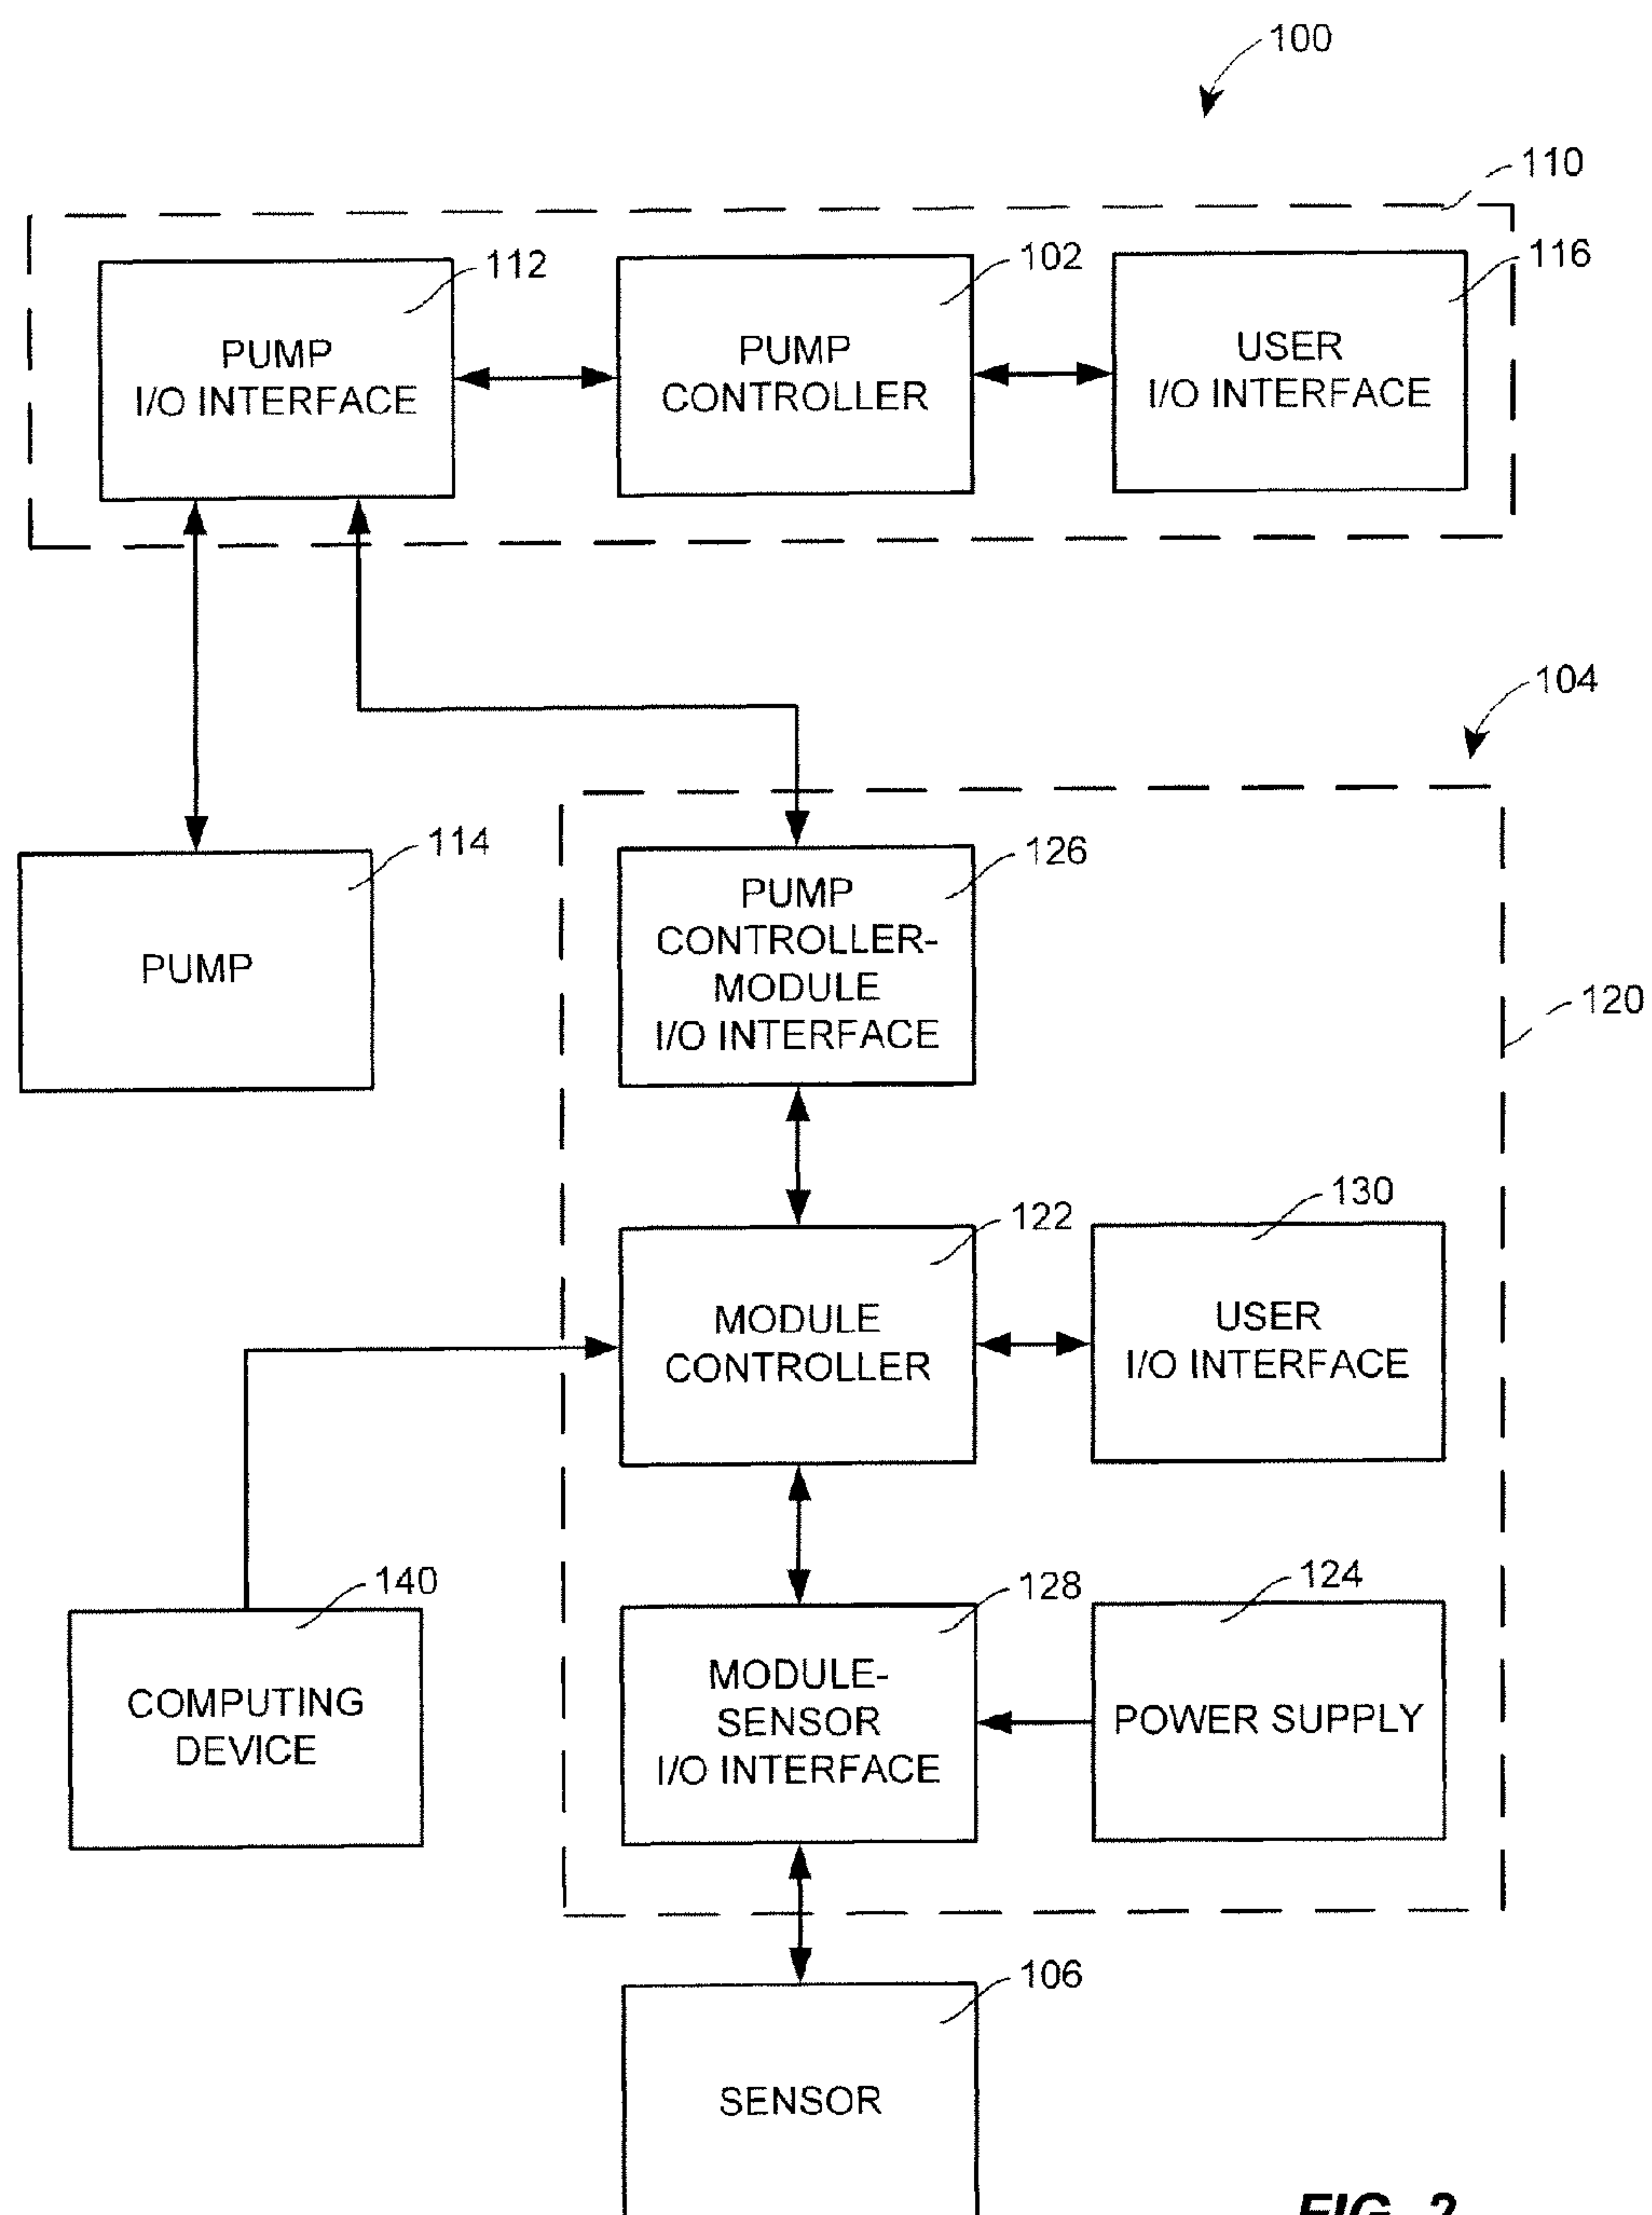 100
110
112
102
116
PUMP
I/O INTERFACE
PUMP
CONTROLLER
USER
I/O INTERFACE
104
114
126
PUMP
PUMP
CONTROLLER-
MODULE
I/O INTERFACE
120
122
130
MODULE
CONTROLLER
USER
I/O INTERFACE
140
128
124
COMPUTING
DEVICE
MODULE-
SENSOR
I/O INTERFACE
POWER SUPPLY
106
SENSOR
FIG. 2